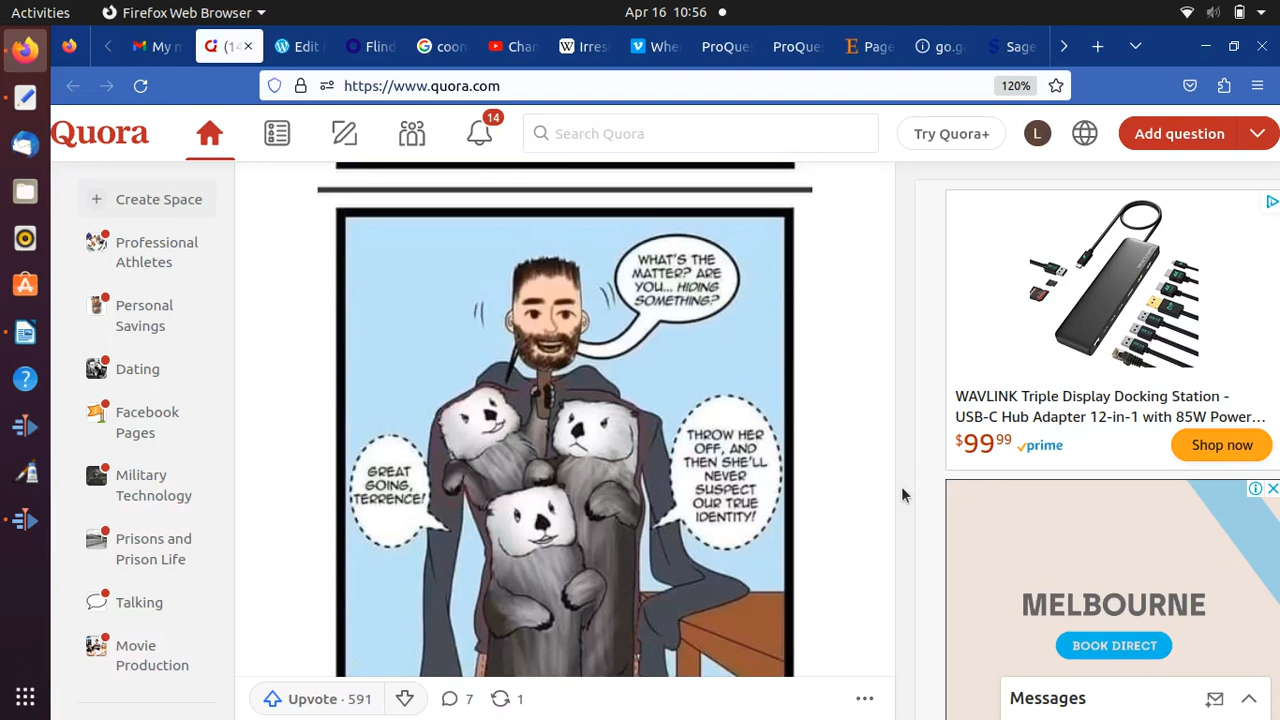 Activities
Firefox Web Browser
Apr 16 10:56
My m
(14
Edit
Flind
coon
Chan
Irres
Whe
ProQue
ProQue
Page
go.g
Sage
https://www.quora.com
120%
Quora
14
Search Quora
Try Quora+
L
Add question
Create Space
Professional
Athletes
Personal
Savings
Dating
Facebook
Pages
Military
Technology
Prisons and
Prison Life
Talking
Movie
Production
WHAT'S THE
MATTER? ARE
YOU... HIDING
SOMETHING?
GREAT
GOING,
TERRENCE!
THROW HER
OFF, AND
THEN SHE'LL
NEVER
SUSPECT
OUR TRUE
IDENTITY!
Upvote · 591
7
1
WAVLINK Triple Display Docking Station -
USB-C Hub Adapter 12-in-1 with 85W Power...
$99.99 prime
Shop now
MELBOURNE
BOOK DIRECT
Messages